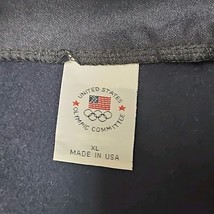 UNITED STATES
OLYMPIC COMMITTEE
XL
MADE IN USA